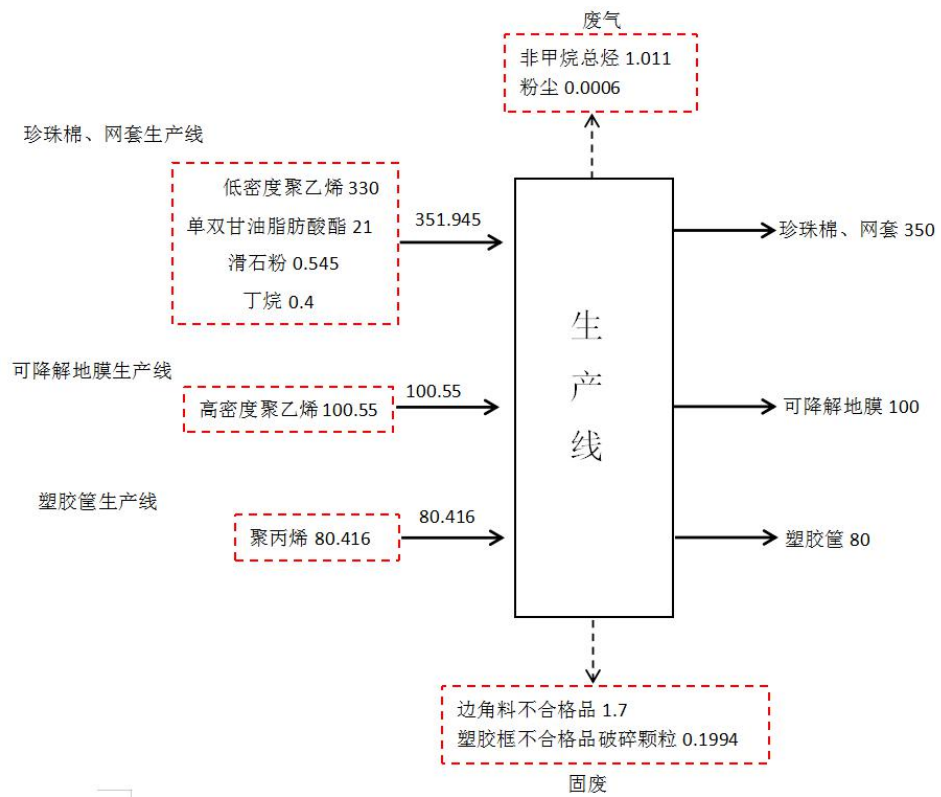 废气
非甲烷总烃 1.011
粉尘 0.0006
珍珠棉、网套生产线
低密度聚乙烯 330
单双甘油脂肪酸酯 21
滑石粉 0.545
丁烷 0.4
351.945
珍珠棉、网套 350
生产线
可降解地膜生产线
高密度聚乙烯 100.55
100.55
可降解地膜 100
塑胶筐生产线
聚丙烯 80.416
80.416
塑胶筐 80
边角料不合格品 1.7
塑胶框不合格品破碎颗粒 0.1994
固废